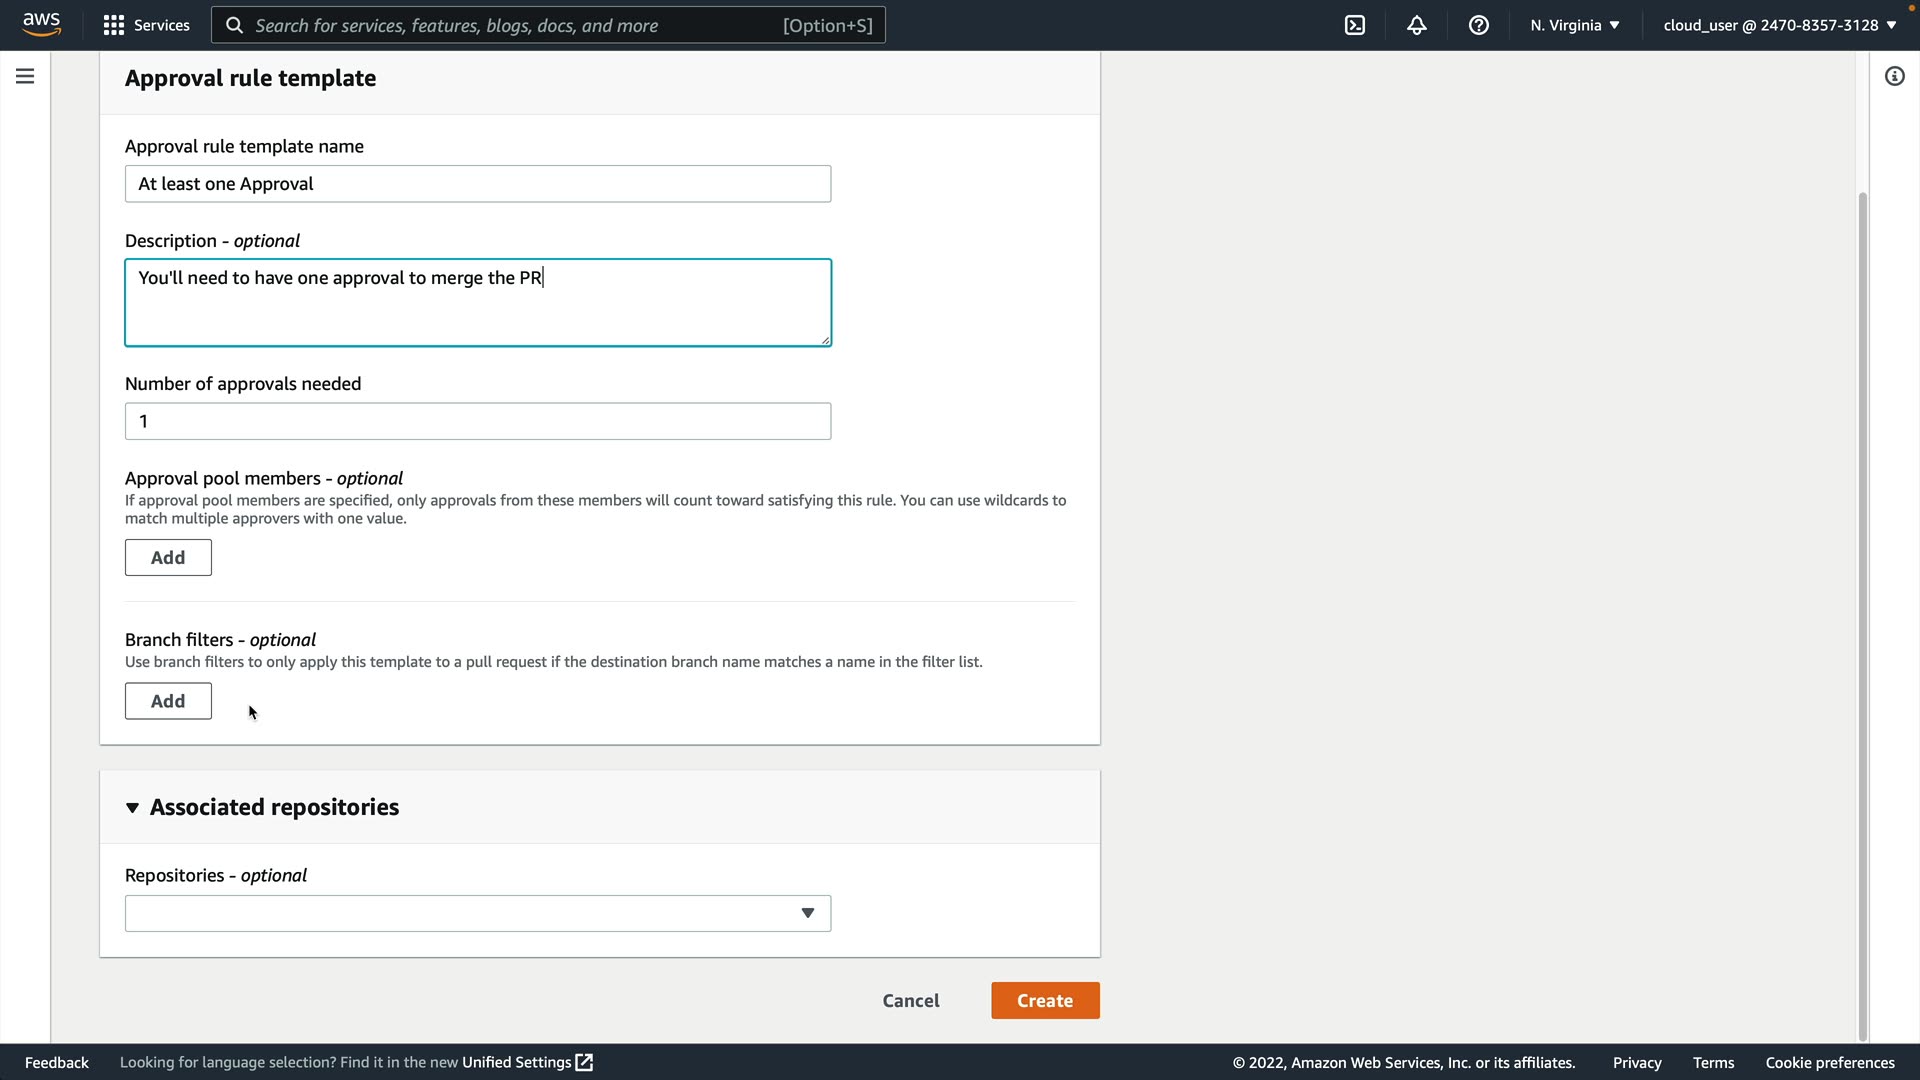 aws
Services
Search for services, features, blogs, docs, and more [Option+S]
N. Virginia ▼
cloud_user @ 2470-8357-3128 ▼
Approval rule template
Approval rule template name
At least one Approval
Description - optional
You'll need to have one approval to merge the PR
Number of approvals needed
1
Approval pool members - optional
If approval pool members are specified, only approvals from these members will count toward satisfying this rule. You can use wildcards to
match multiple approvers with one value.
Add
Branch filters - optional
Use branch filters to only apply this template to a pull request if the destination branch name matches a name in the filter list.
Add
▼ Associated repositories
Repositories - optional
Cancel
Create
Feedback
Looking for language selection? Find it in the new Unified Settings
© 2022, Amazon Web Services, Inc. or its affiliates.
Privacy
Terms
Cookie preferences